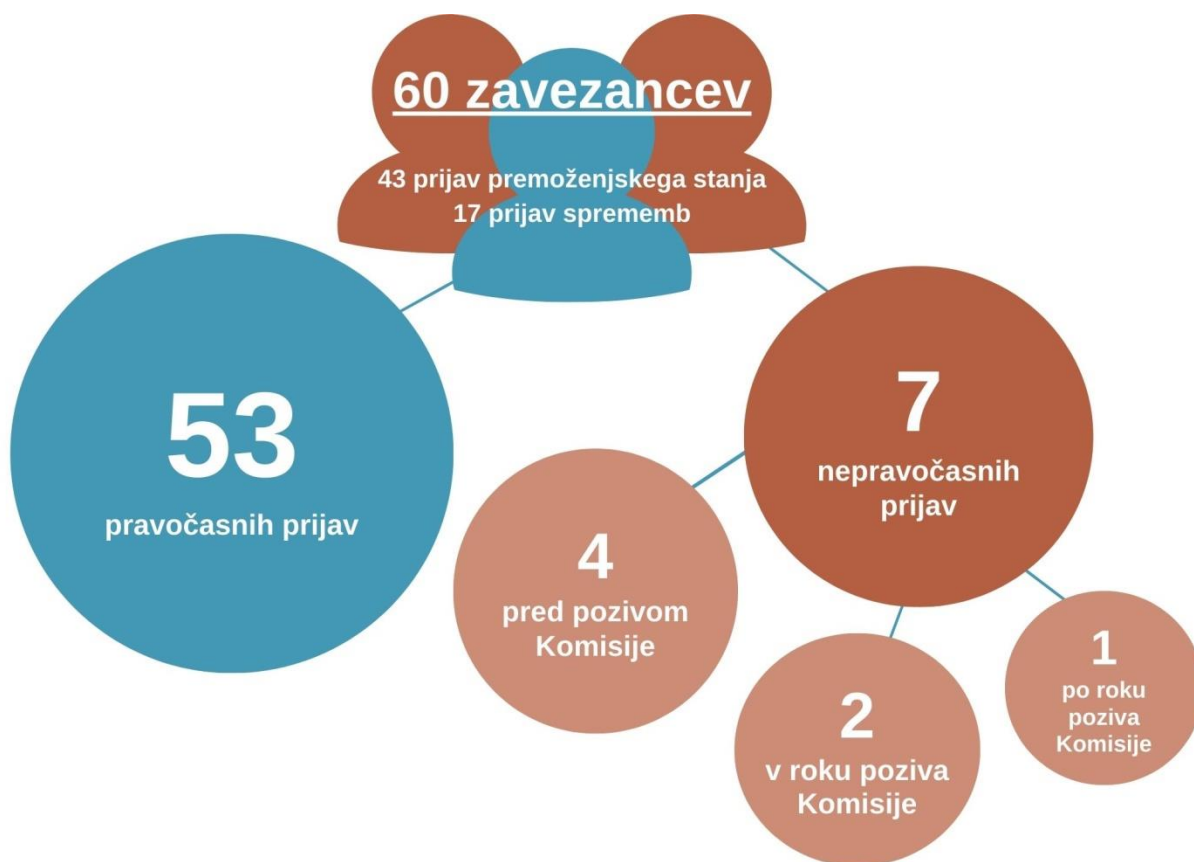 60 zavezancev
43 prijav premoženjskega stanja
17 prijav sprememb
53
pravočasnih prijav
7
nepravočasnih
prijav
4
pred pozivom
Komisije
2
v roku poziva
Komisije
1
po roku
poziva
Komisije